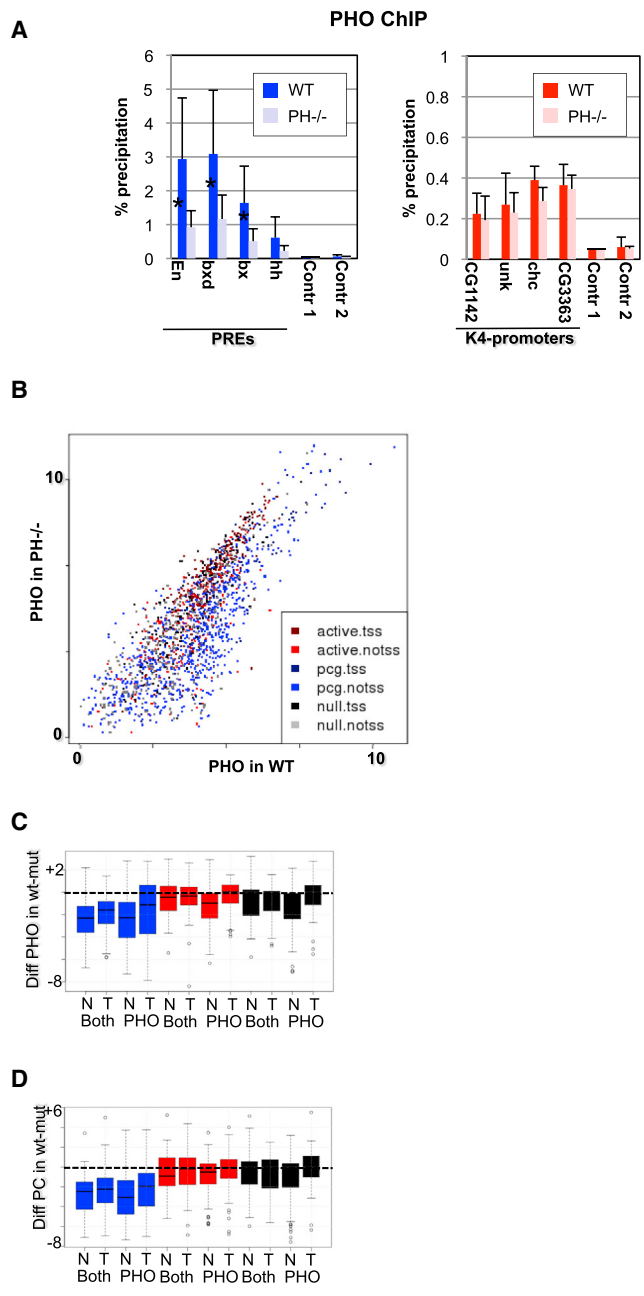 PHO ChIP
A
6
5
4
3
2
1
0
% precipitation
WT
PH-/-
*
*
*
En
bxd
bx
hh
Contr 1
Contr 2
PREs
1
0.8
0.6
0.4
0.2
0
% precipitation
WT
PH-/-
CG1142
unk
chc
CG3363
Contr 1
Contr 2
K4-promoters
B
10
0
PHO in PH-/-
active.tss
active.notss
pcg.tss
pcg.notss
null.tss
null.notss
0
10
PHO in WT
C
+2
-8
Diff PHO in wt-mut
N T N T N T N T N T N T
Both PHO Both PHO Both PHO
D
+6
-8
Diff PC in wt-mut
N T N T N T N T N T N T
Both PHO Both PHO Both PHO